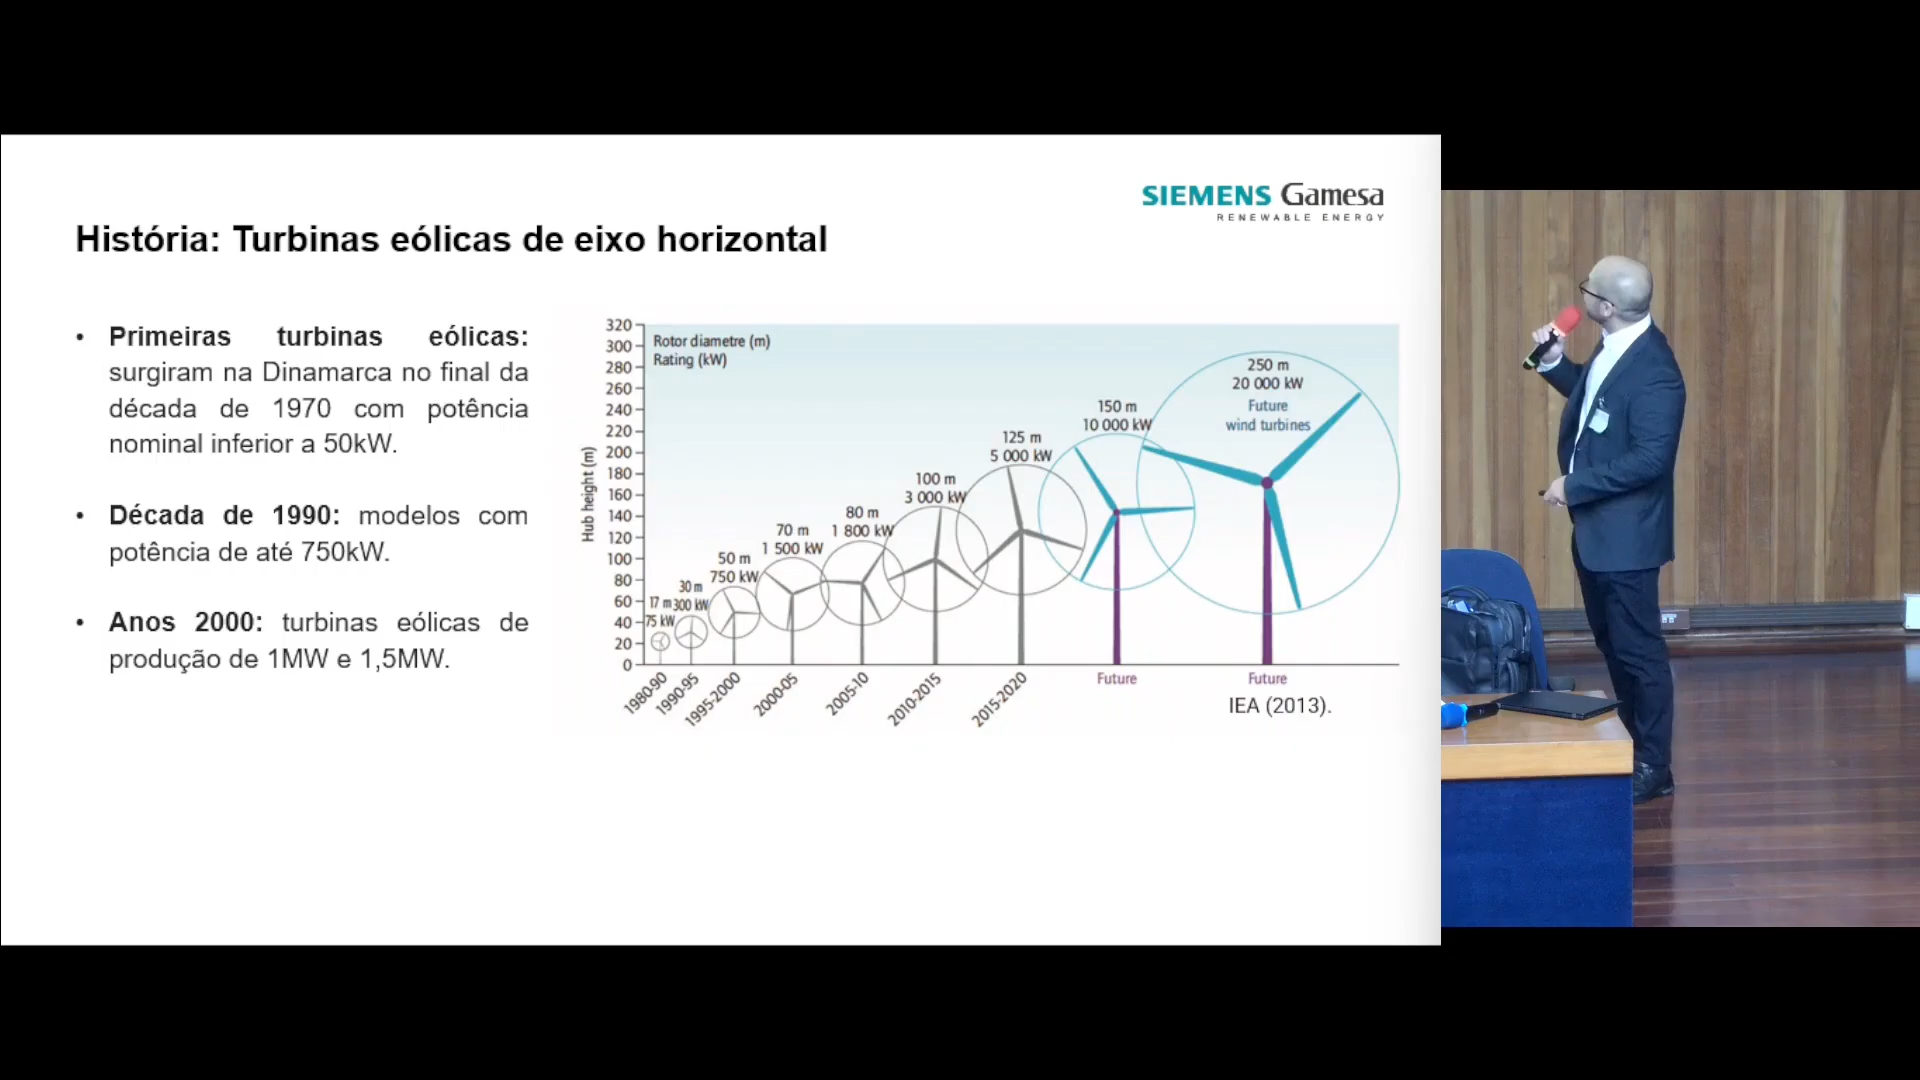 SIEMENS Gamesa
RENEWABLE ENERGY
História: Turbinas eólicas de eixo horizontal
• Primeiras turbinas eólicas:
surgiram na Dinamarca no final da
década de 1970 com potência
nominal inferior a 50kW.
• Década de 1990: modelos com
potência de até 750kW.
• Anos 2000: turbinas eólicas de
produção de 1MW e 1,5MW.
Rotor diametre (m)
Rating (kW)
Hub height (m)
320
300
280
260
240
220
200
180
160
140
120
100
80
60
40
20
0
17 m
75 kW
30 m
300 kW
50 m
750 kW
70 m
1 500 kW
80 m
1 800 kW
100 m
3 000 kW
125 m
5 000 kW
150 m
10 000 kW
250 m
20 000 kW
Future
wind turbines
1980-90
1990-95
1995-2000
2000-05
2005-10
2010-2015
2015-2020
Future
Future
IEA (2013).